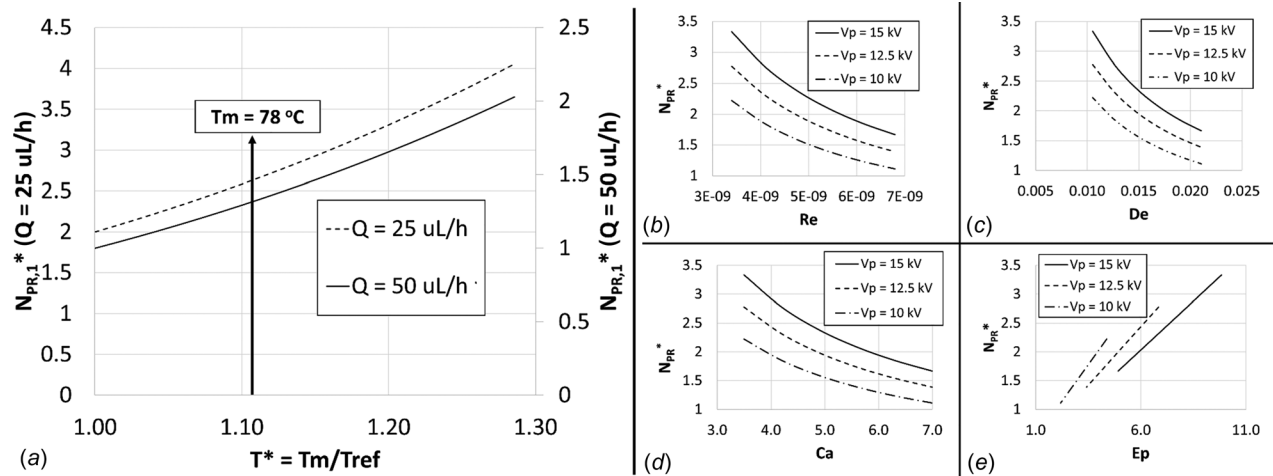 4.5
4
3.5
3
2.5
2
1.5
1
0.5
0
N_PR,1* (Q = 25 uL/h)
Tm = 78 °C
Q = 25 uL/h
Q = 50 uL/h
2.5
2
1.5
1
0.5
0
N_PR,1* (Q = 50 uL/h)
1.00
1.10
1.20
1.30
T* = Tm/Tref
(a)
3.5
3
2.5
2
1.5
1
N_PR*
Vp = 15 kV
Vp = 12.5 kV
Vp = 10 kV
3E-09 4E-09 5E-09 6E-09 7E-09
Re
(b)
3.5
3
2.5
2
1.5
1
N_PR*
Vp = 15 kV
Vp = 12.5 kV
Vp = 10 kV
0.005 0.010 0.015 0.020 0.025
De
(c)
3.5
3
2.5
2
1.5
1
N_PR*
Vp = 15 kV
Vp = 12.5 kV
Vp = 10 kV
3.0 4.0 5.0 6.0 7.0
Ca
(d)
3.5
3
2.5
2
1.5
1
N_PR*
Vp = 15 kV
Vp = 12.5 kV
Vp = 10 kV
1.0 6.0 11.0
Ep
(e)